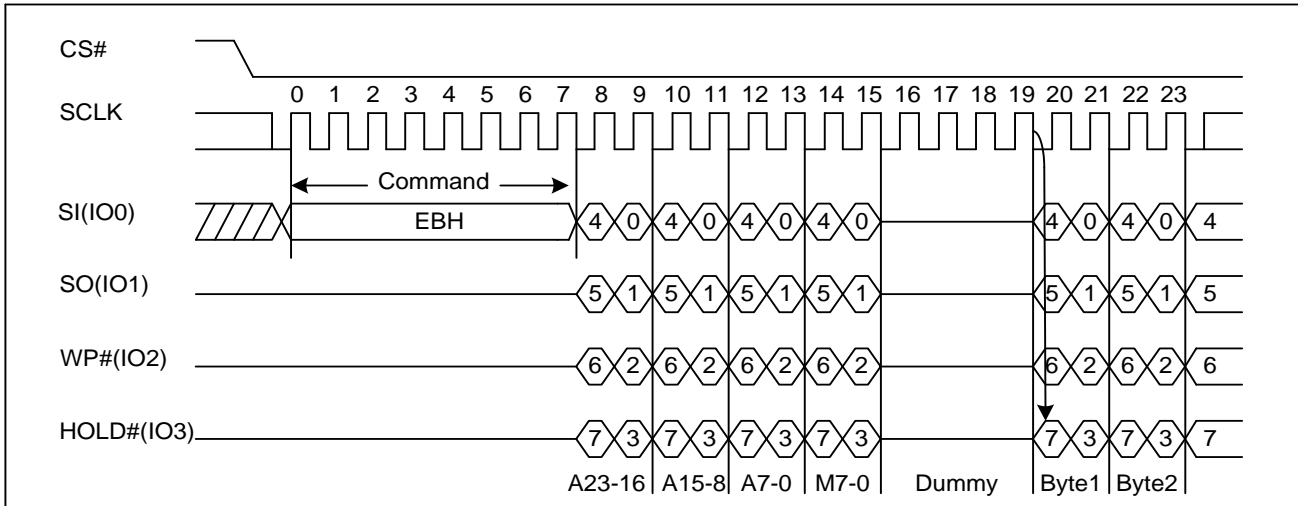 CS#
0 1 2 3 4 5 6 7 8 9 10 11 12 13 14 15 16 17 18 19 20 21 22 23
SCLK
Command
SI(IO0) EBH 4 0 4 0 4 0 4 0 4 0 4 0 4
SO(IO1) 5 1 5 1 5 1 5 1 5 1 5 1 5
WP#(IO2) 6 2 6 2 6 2 6 2 6 2 6 2 6
HOLD#(IO3) 7 3 7 3 7 3 7 3 7 3 7 3 7
A23-16 A15-8 A7-0 M7-0 Dummy Byte1 Byte2